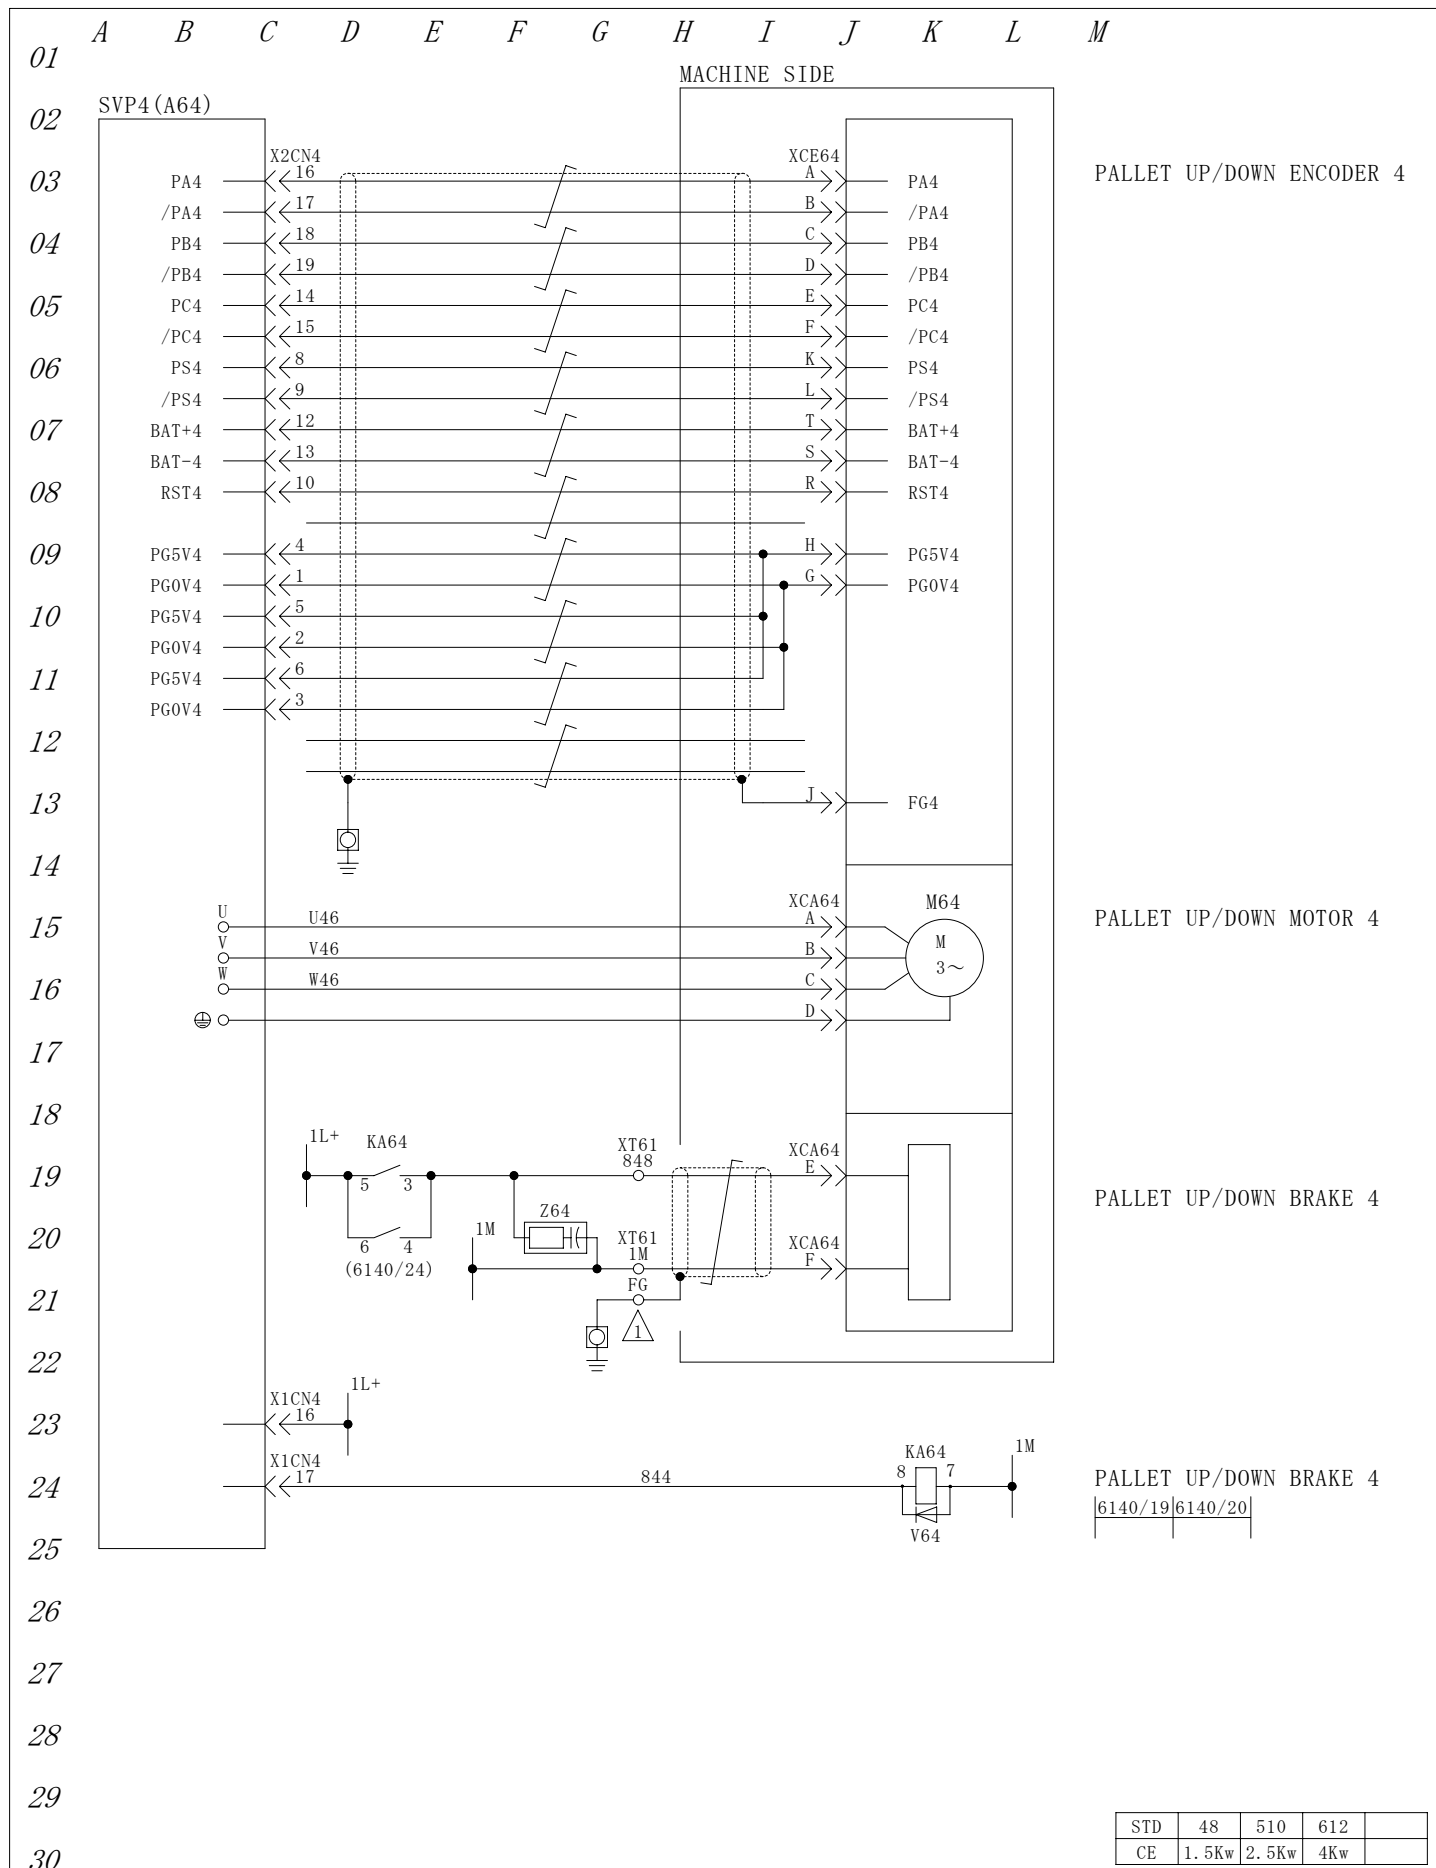 A B C D E F G H I J K L M
01
MACHINE SIDE
SVP4(A64)
02
X2CN4 XCE64
03 PA4 16 A PA4 PALLET UP/DOWN ENCODER 4
/PA4 17 B /PA4
04 PB4 18 C PB4
/PB4 19 D /PB4
05 PC4 14 E PC4
/PC4 15 F /PC4
06 PS4 8 K PS4
/PS4 9 L /PS4
07 BAT+4 12 T BAT+4
BAT-4 13 S BAT-4
08 RST4 10 R RST4
09 PG5V4 4 H PG5V4
PG0V4 1 G PG0V4
10 PG5V4 5
PG0V4 2
11 PG5V4 6
PG0V4 3
12
13 J FG4
14
XCA64 M64
15 U U46 A PALLET UP/DOWN MOTOR 4
V V46 B M
3~
16 W W46 C
D
17
18
1L+ KA64 XT61 XCA64
848
19 5 3 E PALLET UP/DOWN BRAKE 4
Z64
20 1M XT61 XCA64
6 4 1M F
(6140/24)
FG
21 1
22
1L+
X1CN4
23 16
X1CN4 KA64 1M
24 17 844 8 7 PALLET UP/DOWN BRAKE 4
6140/19 6140/20
V64
25
26
27
28
29
STD 48 510 612
CE 1.5Kw 2.5Kw 4Kw
30